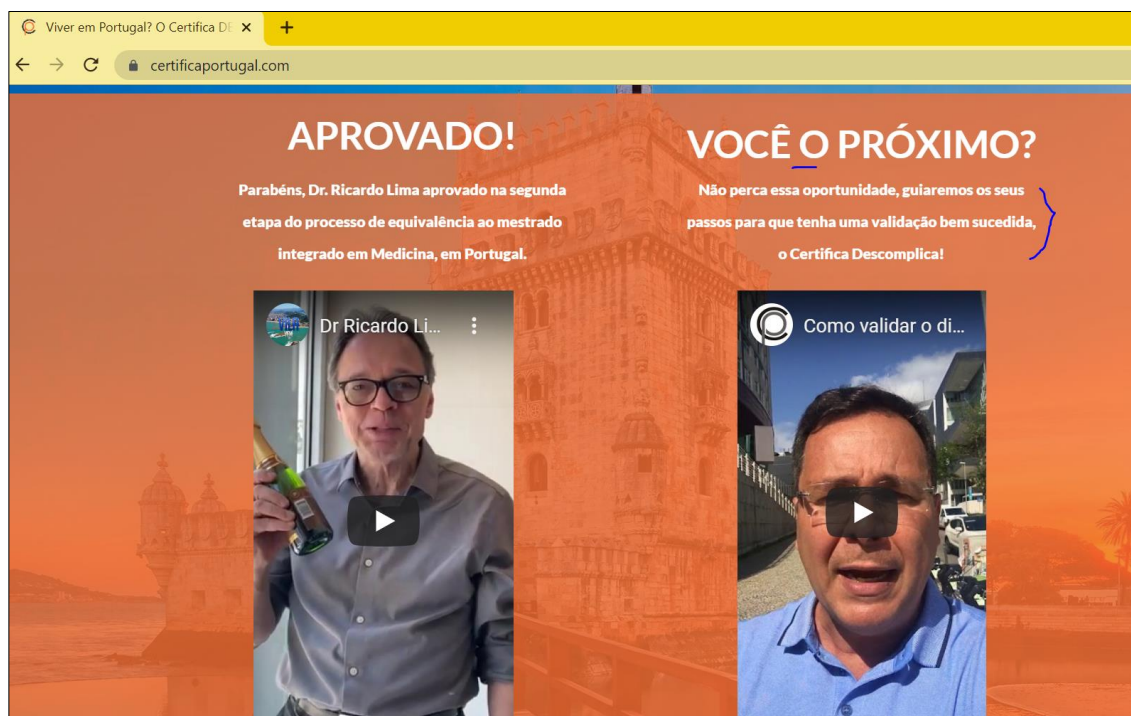 Viver em Portugal? O Certifica DE
certificaportugal.com
APROVADO!
Parabéns, Dr. Ricardo Lima aprovado na segunda
etapa do processo de equivalência ao mestrado
integrado em Medicina, em Portugal.
Dr Ricardo Li...
VOCÊ O PRÓXIMO?
Não perca essa oportunidade, guiaremos os seus
passos para que tenha uma validação bem sucedida,
o Certifica Descomplica!
Como validar o di...